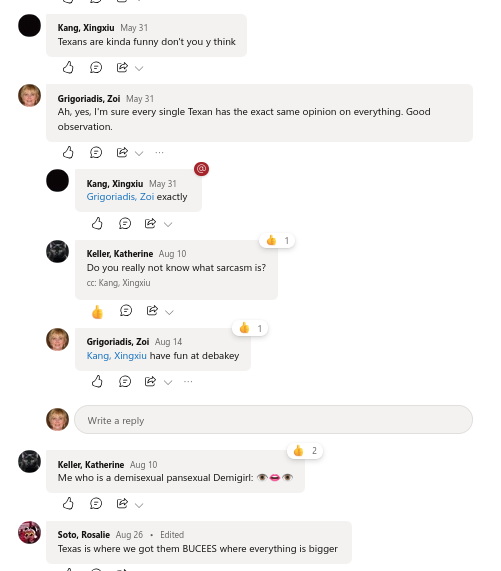 Kang, Xingxiu May 31
Texans are kinda funny don't you y think
Grigoriadis, Zoi May 31
Ah, yes, I'm sure every single Texan has the exact same opinion on everything. Good
observation.
@
Kang, Xingxiu May 31
Grigoriadis, Zoi exactly
👍 1
Keller, Katherine Aug 10
Do you really not know what sarcasm is?
cc: Kang, Xingxiu
👍 1
Grigoriadis, Zoi Aug 14
Kang, Xingxiu have fun at debakey
Write a reply
👍 2
Keller, Katherine Aug 10
Me who is a demisexual pansexual Demigirl: 👁️👄👁️
Soto, Rosalie Aug 26 • Edited
Texas is where we got them BUCEES where everything is bigger